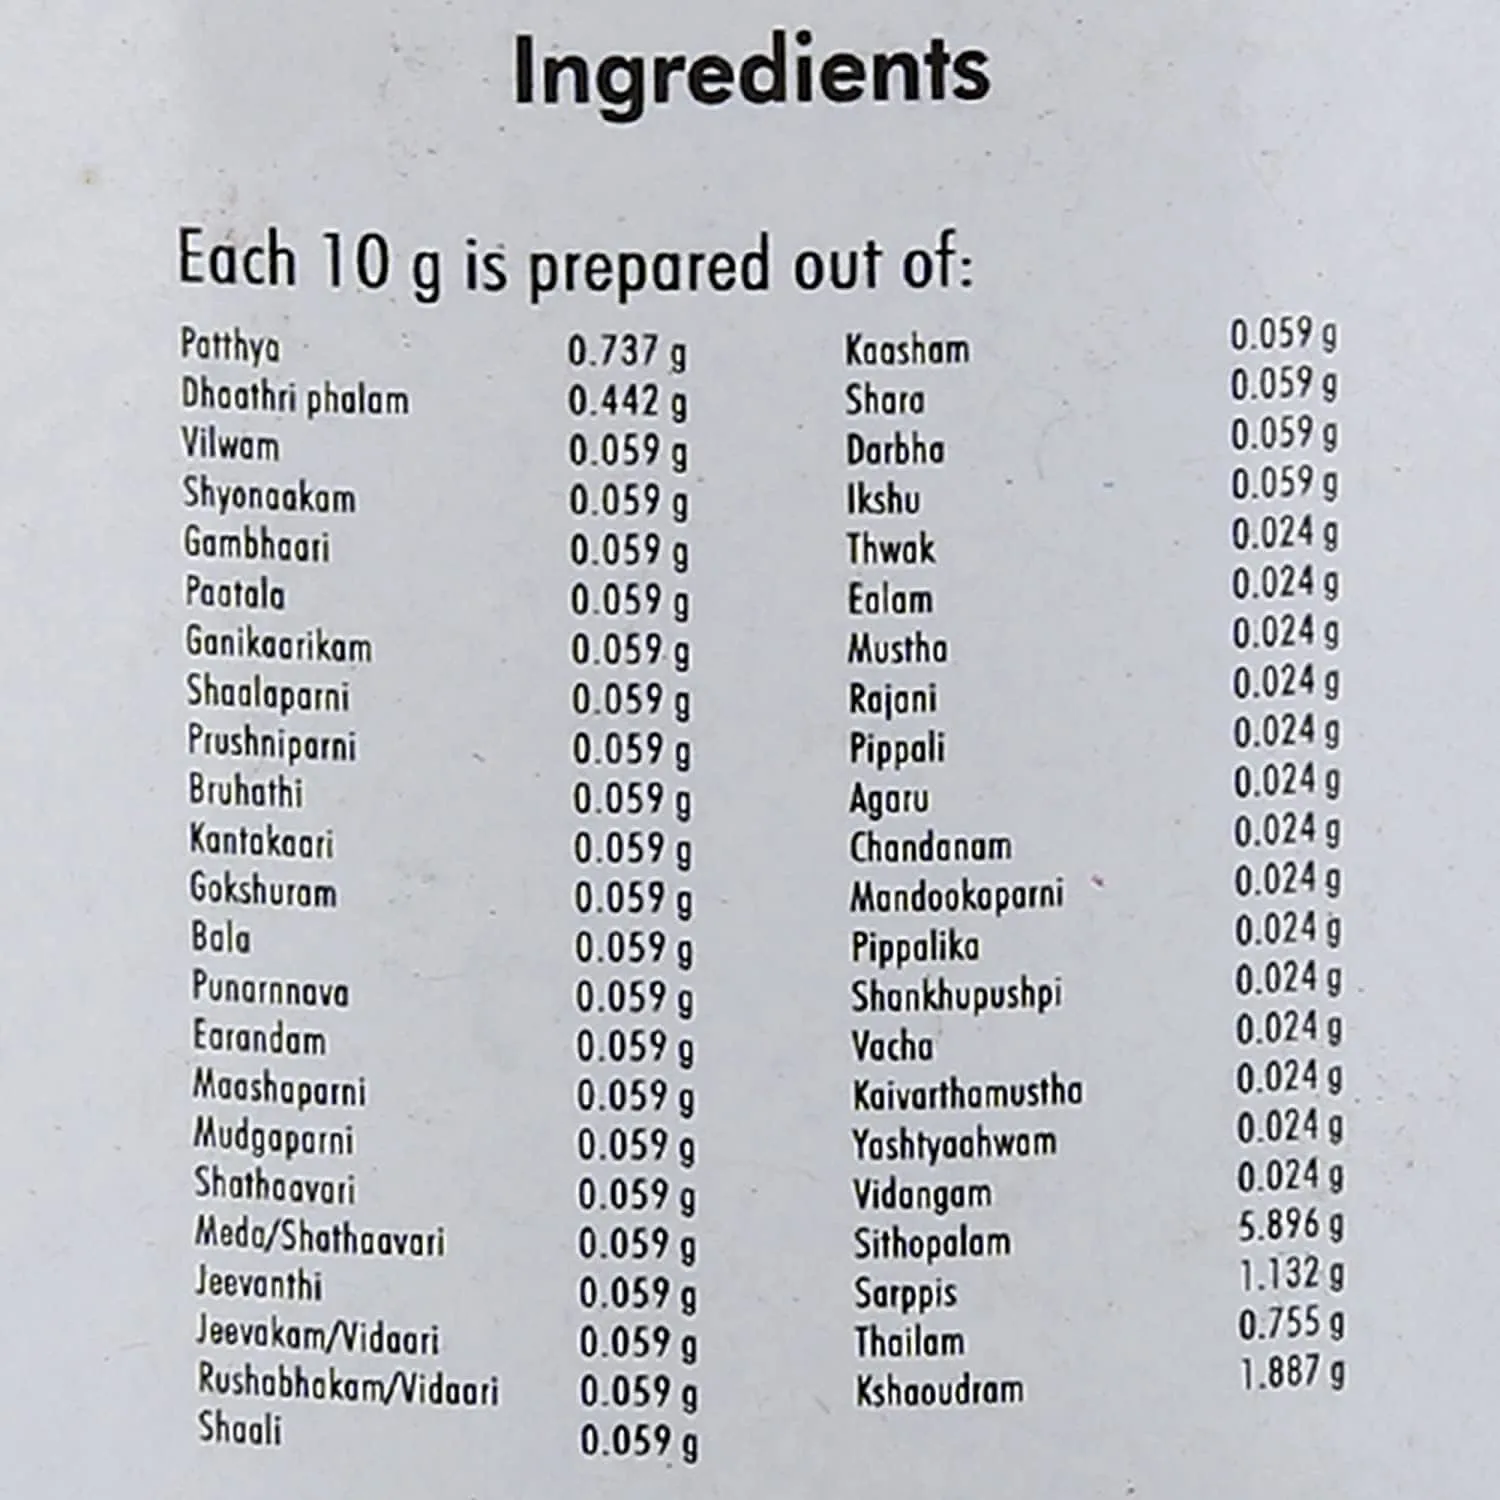 Ingredients
Each 10 g is prepared out of:
Patthya 0.737 g
Dhaathri phalam 0.442 g
Vilwam 0.059 g
Shyonaakam 0.059 g
Gambhaari 0.059 g
Paatala 0.059 g
Ganikaarikam 0.059 g
Shaalaparni 0.059 g
Prushniparni 0.059 g
Bruhathi 0.059 g
Kantakaari 0.059 g
Gokshuram 0.059 g
Bala 0.059 g
Punarnnava 0.059 g
Earandam 0.059 g
Maashaparni 0.059 g
Mudgaparni 0.059 g
Shathaavari 0.059 g
Meda/Shathaavari 0.059 g
Jeevanthi 0.059 g
Jeevakam/Vidaari 0.059 g
Rushabhakam/Vidaari 0.059 g
Shaali 0.059 g
Kaasham 0.059 g
Shara 0.059 g
Darbha 0.059 g
Ikshu 0.059 g
Thwak 0.024 g
Ealam 0.024 g
Mustha 0.024 g
Rajani 0.024 g
Pippali 0.024 g
Agaru 0.024 g
Chandanam 0.024 g
Mandookaparni 0.024 g
Pippalika 0.024 g
Shankhupushpi 0.024 g
Vacha 0.024 g
Kaivarthamustha 0.024 g
Yashtyaahwam 0.024 g
Vidangam 0.024 g
Sithopalam 5.896 g
Sarppis 1.132 g
Thailam 0.755 g
Kshaoudram 1.887 g